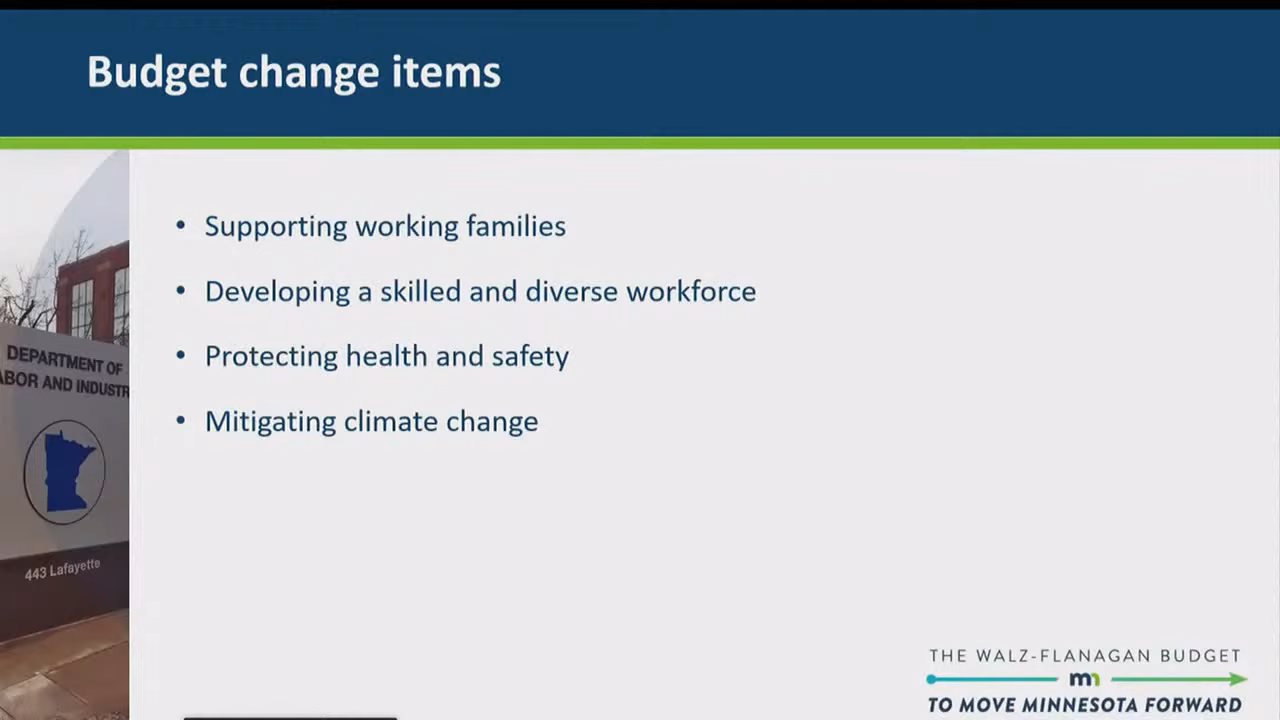 Budget change items
• Supporting working families
• Developing a skilled and diverse workforce
• Protecting health and safety
• Mitigating climate change
DEPARTMENT OF
ABOR AND INDUSTR
443 Lafayette
THE WALZ-FLANAGAN BUDGET
mn
TO MOVE MINNESOTA FORWARD